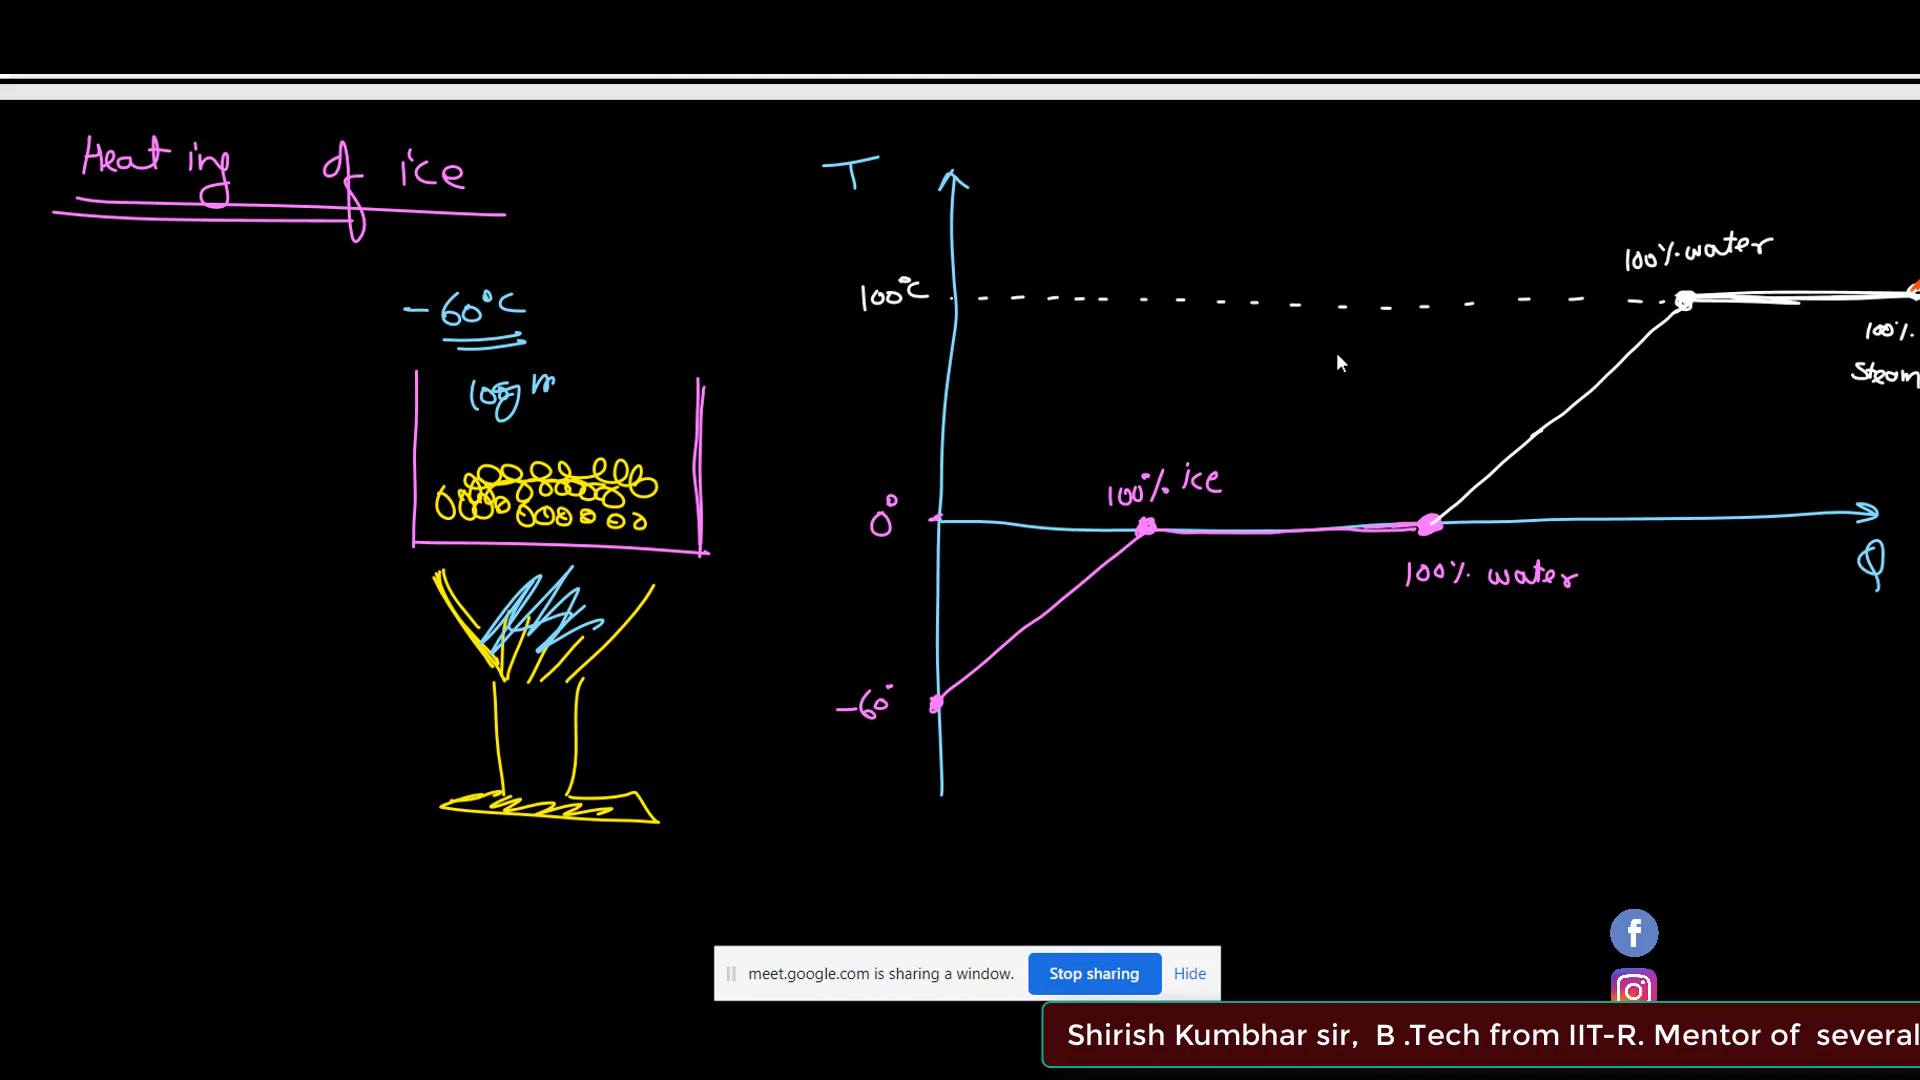 Heating of ice
-60°C
100g m
T
100°C
100% water
100%
Steam
100% ice
0°
100% water
Q
-60°
meet.google.com is sharing a window.
Stop sharing
Hide
Shirish Kumbhar sir, B .Tech from IIT-R. Mentor of several